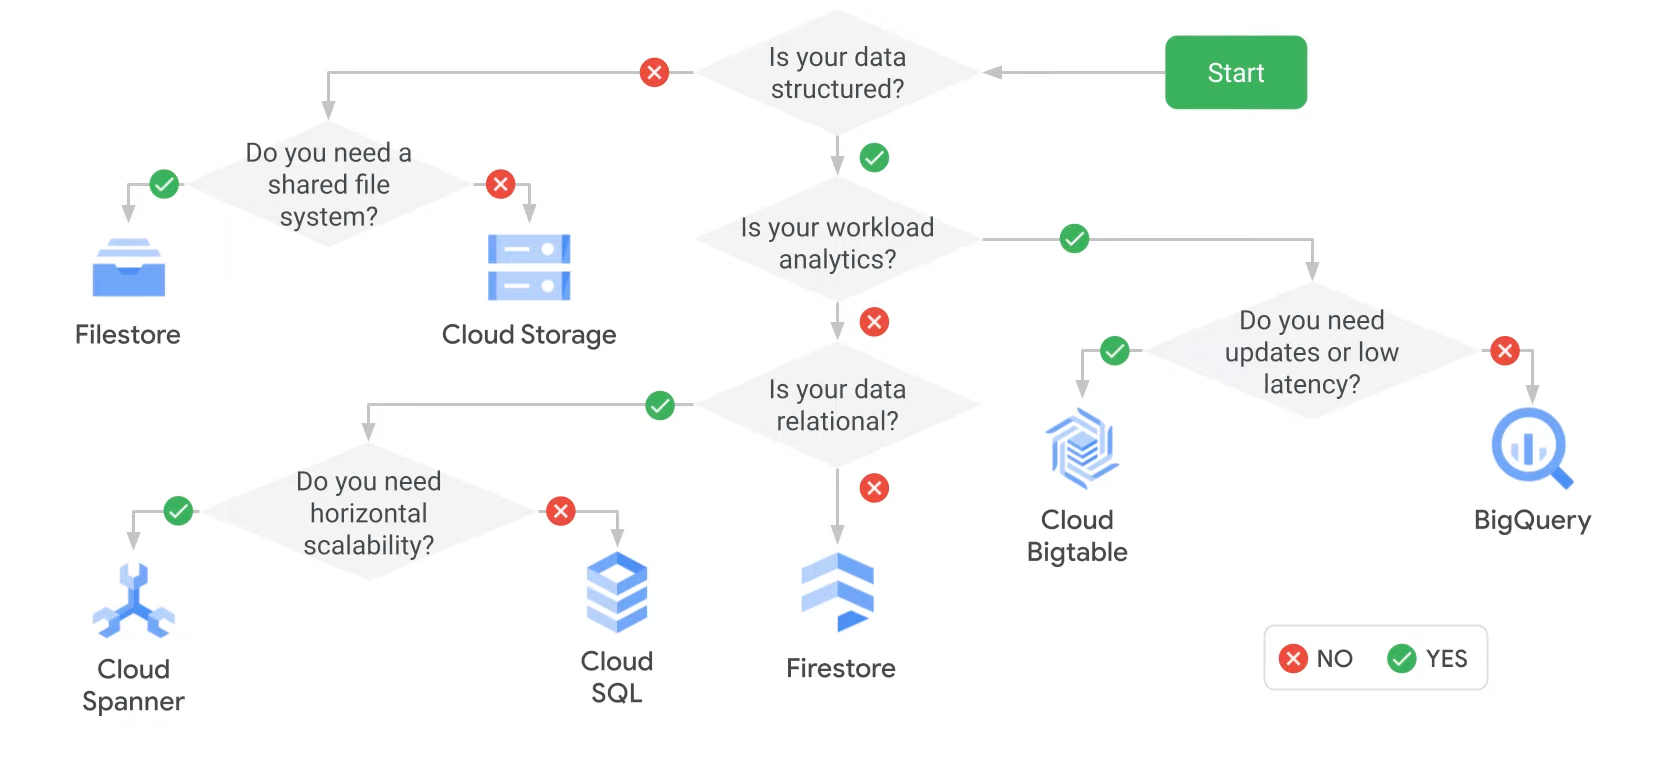 Is your data
structured?
Start
Do you need a
shared file
system?
Is your workload
analytics?
Filestore
Cloud Storage
Do you need
updates or low
latency?
Is your data
relational?
Do you need
horizontal
scalability?
Cloud
Bigtable
BigQuery
Cloud
Spanner
Cloud
SQL
Firestore
NO
YES